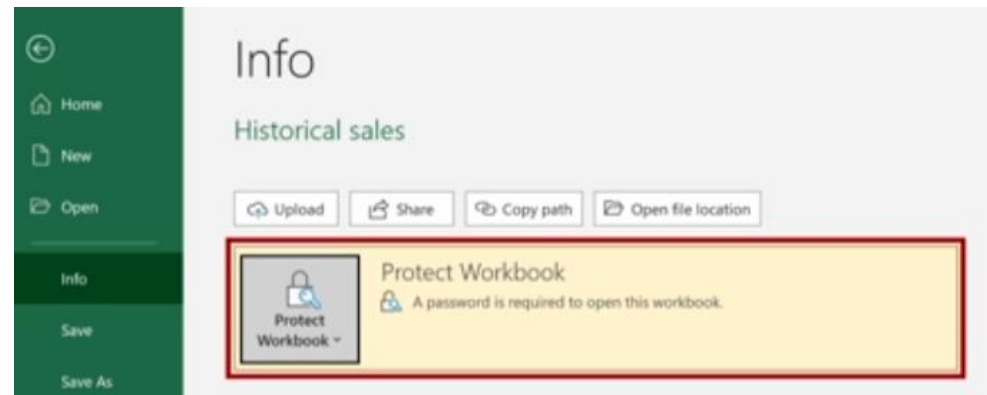 Info
Home
Historical sales
New
Open
Upload
Share
Copy path
Open file location
Info
Protect Workbook
A password is required to open this workbook.
Protect
Workbook
Save
Save As